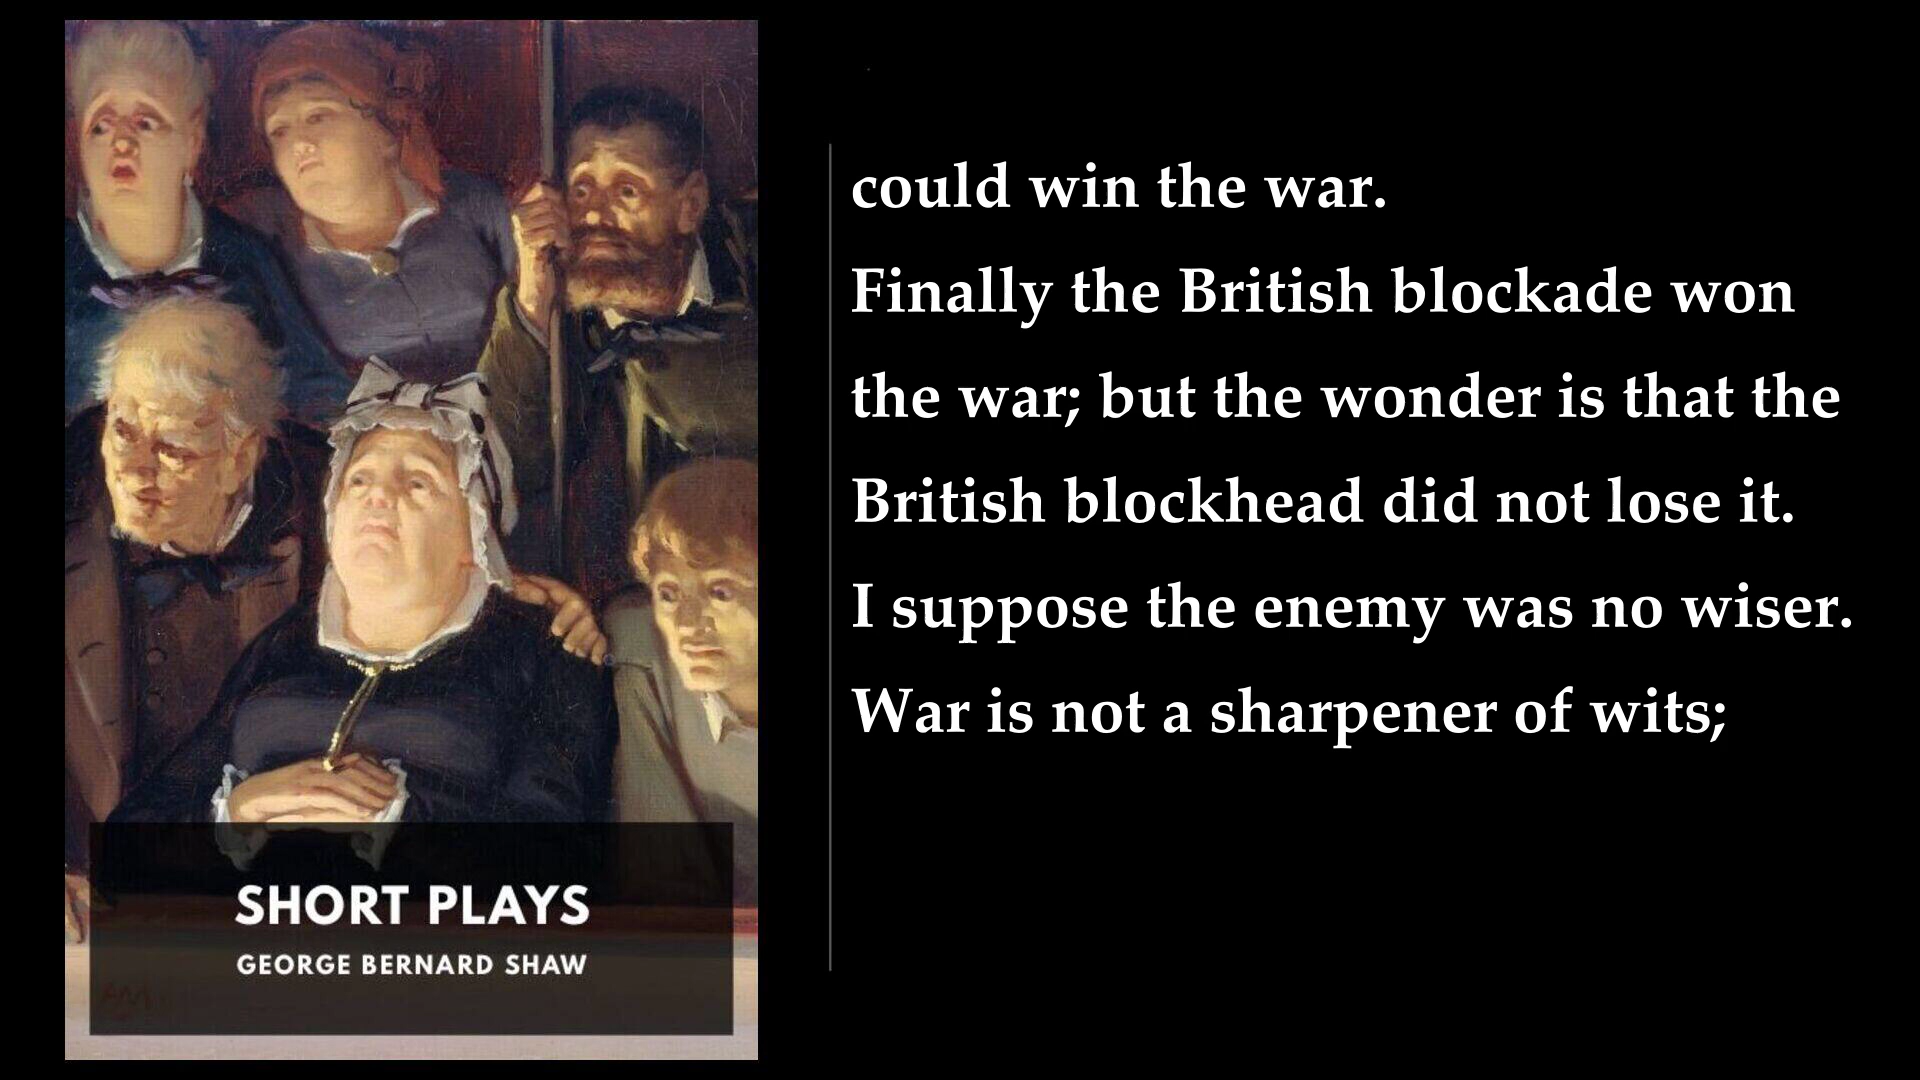 could win the war.
Finally the British blockade won
the war; but the wonder is that the
British blockhead did not lose it.
I suppose the enemy was no wiser.
War is not a sharpener of wits;
SHORT PLAYS
GEORGE BERNARD SHAW